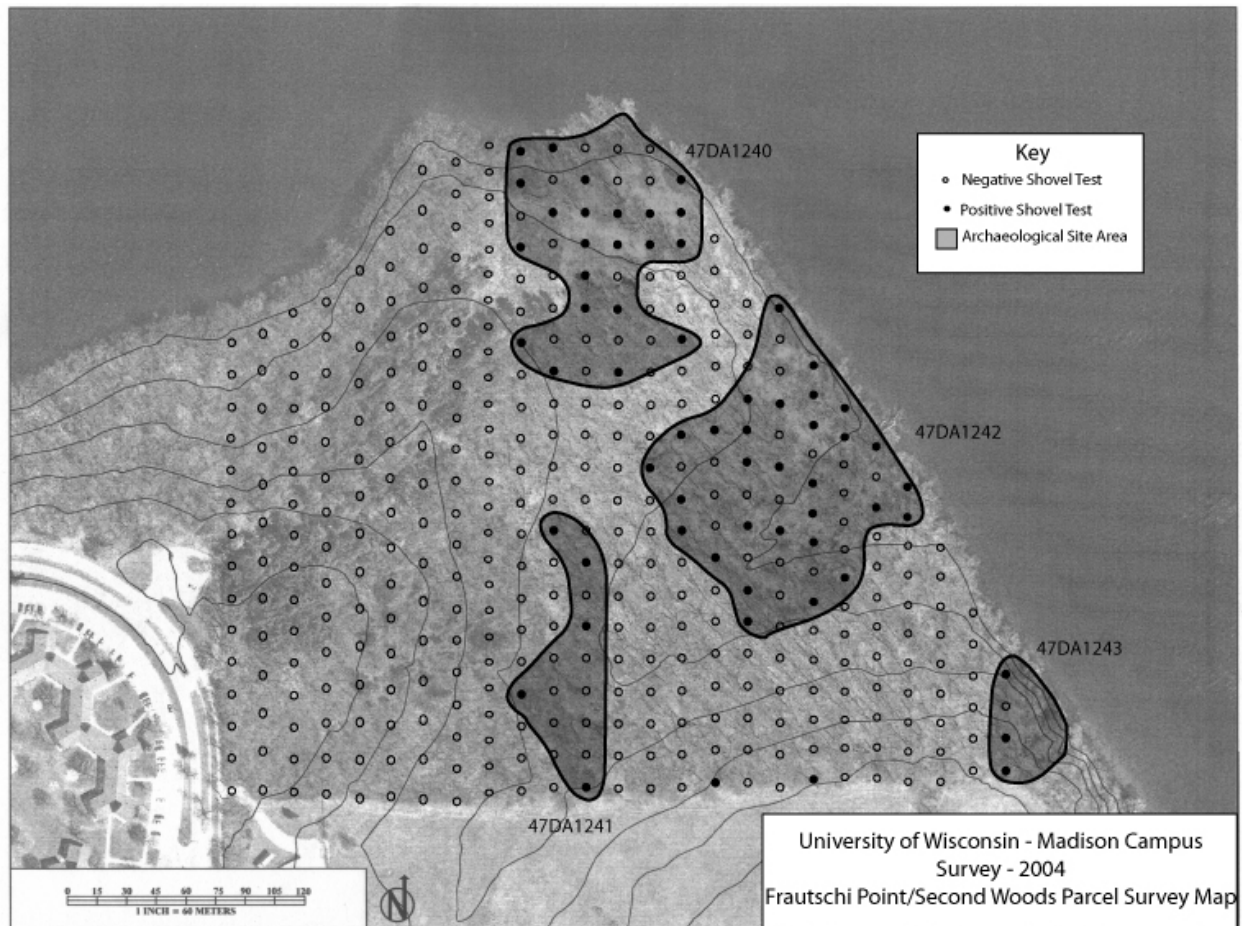 47DA1240
Key
Negative Shovel Test
Positive Shovel Test
Archaeological Site Area
47DA1242
47DA1243
47DA1241
0 15 30 45 60 75 90 105 120
1 INCH = 60 METERS
N
University of Wisconsin - Madison Campus
Survey - 2004
Frautschi Point/Second Woods Parcel Survey Map